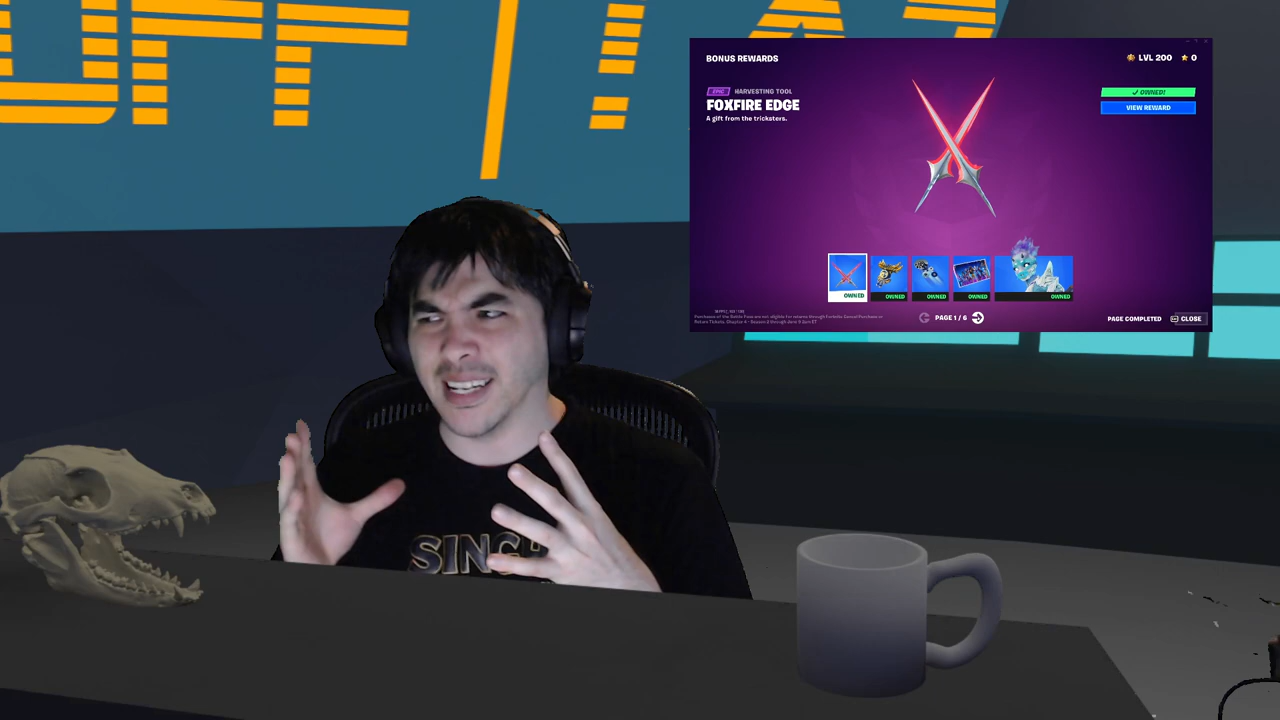 UFF
BONUS REWARDS
LVL 200
0
EPIC HARVESTING TOOL
FOXFIRE EDGE
A gift from the tricksters.
✓ OWNED!
VIEW REWARD
OWNED
OWNED
OWNED
OWNED
OWNED
PAGE 1 / 6
PAGE COMPLETED
CLOSE